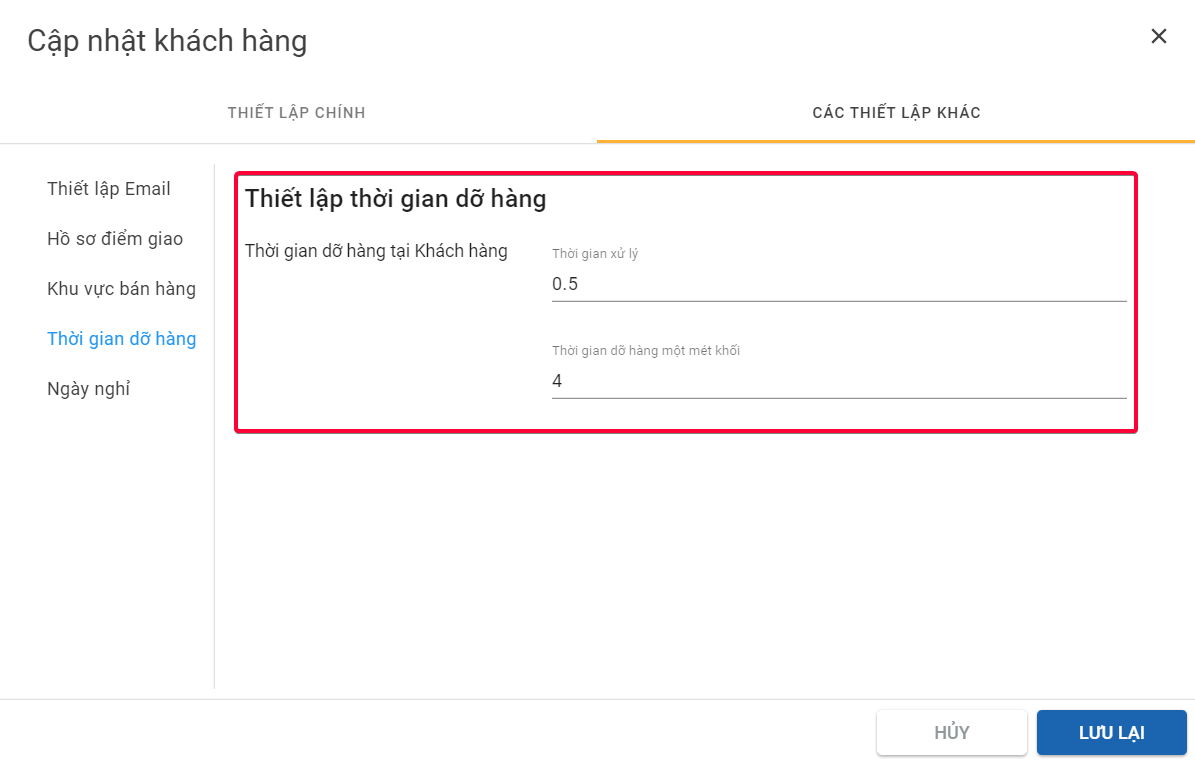 Cập nhật khách hàng
THIẾT LẬP CHÍNH
CÁC THIẾT LẬP KHÁC
Thiết lập Email
Hồ sơ điểm giao
Khu vực bán hàng
Thời gian dỡ hàng
Ngày nghỉ
Thiết lập thời gian dỡ hàng
Thời gian dỡ hàng tại Khách hàng
Thời gian xử lý
0.5
Thời gian dỡ hàng một mét khối
4
HỦY
LƯU LẠI